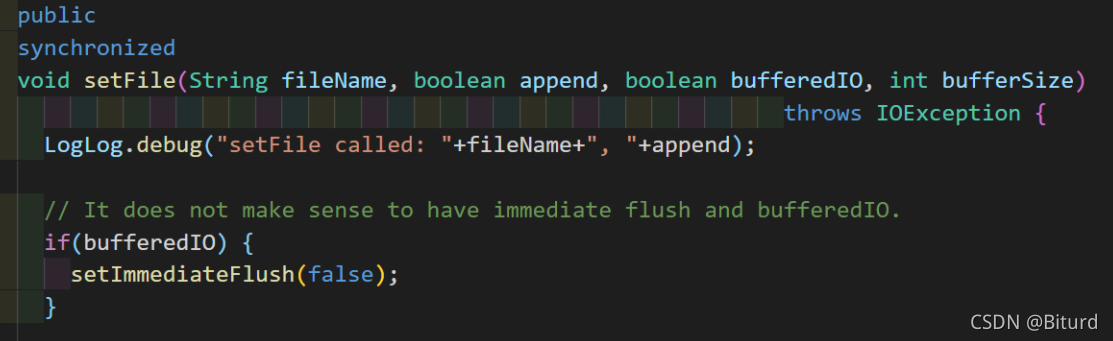 public
synchronized
void setFile(String fileName, boolean append, boolean bufferedIO, int bufferSize)
throws IOException {
LogLog.debug("setFile called: "+fileName+", "+append);
// It does not make sense to have immediate flush and bufferedIO.
if(bufferedIO) {
setImmediateFlush(false);
}
CSDN @Biturd